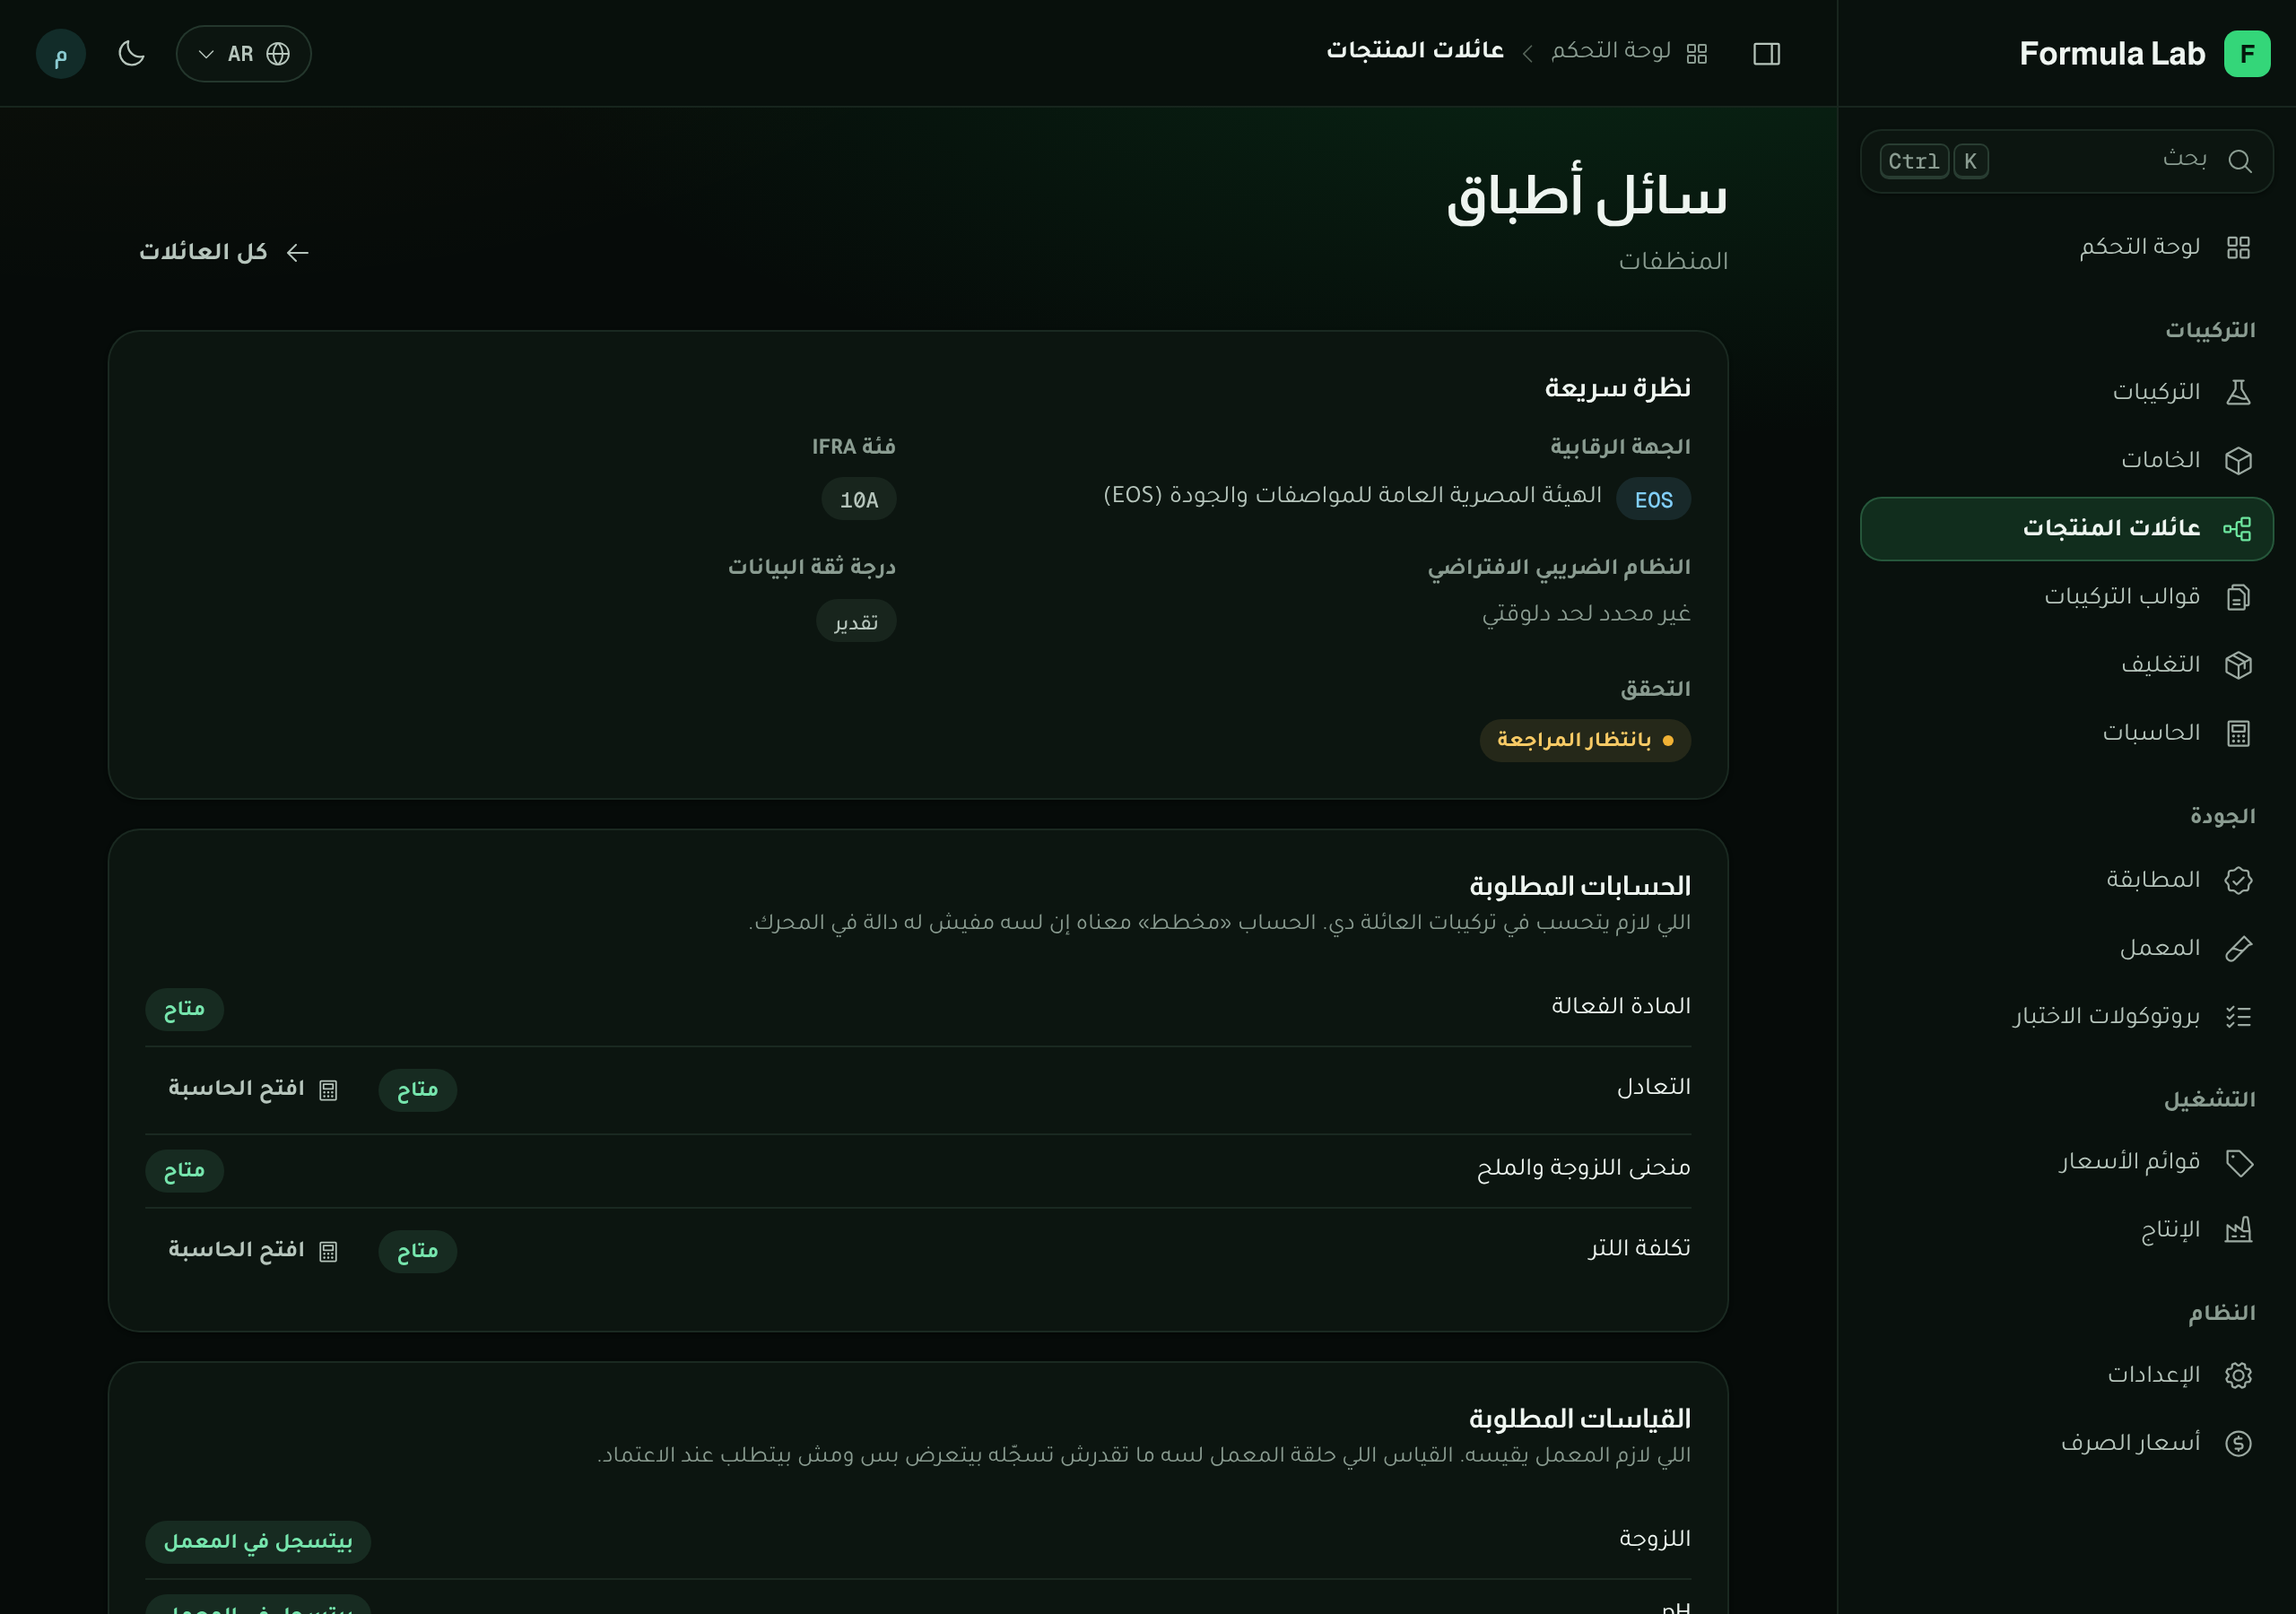 F Formula Lab
بحث Ctrl K
لوحة التحكم
التركيبات
التركيبات
الخامات
عائلات المنتجات
قوالب التركيبات
التغليف
الحاسبات
الجودة
المطابقة
المعمل
بروتوكولات الاختبار
التشغيل
قوائم الأسعار
الإنتاج
النظام
الإعدادات
أسعار الصرف
لوحة التحكم عائلات المنتجات
AR
م
سائل أطباق
المنظفات
كل العائلات
نظرة سريعة
الجهة الرقابية
EOS الهيئة المصرية العامة للمواصفات والجودة (EOS)
فئة IFRA
10A
النظام الضريبي الافتراضي
غير محدد لحد دلوقتي
درجة ثقة البيانات
تقدير
التحقق
بانتظار المراجعة
الحسابات المطلوبة
اللي لازم يتحسب في تركيبات العائلة دي. الحساب «مخطط» معناه إن لسه مفيش له دالة في المحرك.
المادة الفعالة متاح
التعادل متاح افتح الحاسبة
منحنى اللزوجة والملح متاح
تكلفة اللتر متاح افتح الحاسبة
القياسات المطلوبة
اللي لازم المعمل يقيسه. القياس اللي حلقة المعمل لسه ما تقدرش تسجّله بيتعرض بس ومش بيتطلب عند الاعتماد.
اللزوجة بيتسجل في المعمل
pH بيتسجل في المعمل